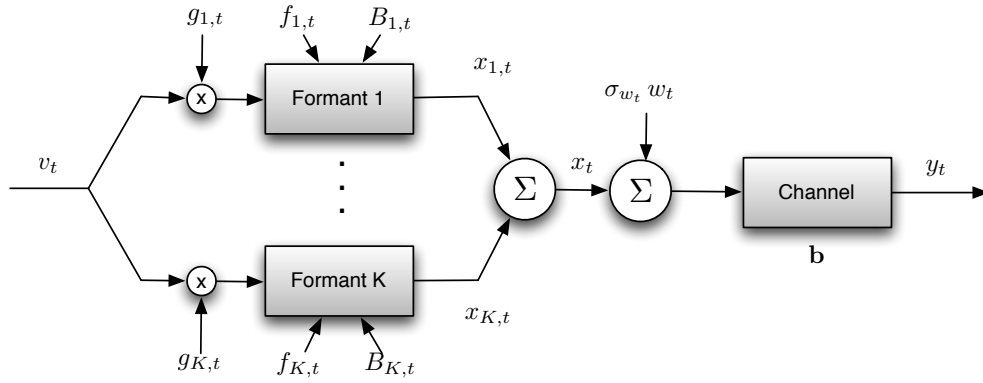 g_{1,t}
f_{1,t}
B_{1,t}
x
Formant 1
x_{1,t}
v_t
Σ
x_t
σ_{w_t} w_t
Σ
Channel
y_t
b
x
Formant K
x_{K,t}
g_{K,t}
f_{K,t}
B_{K,t}